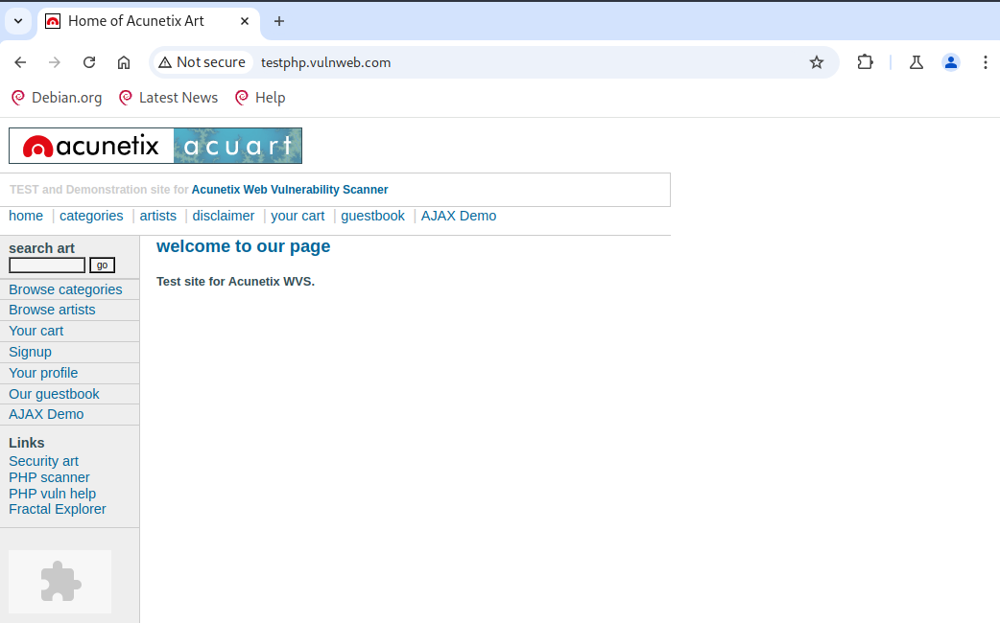 Home of Acunetix Art
Not secure testphp.vulnweb.com
Debian.org Latest News Help
acunetix acuart
TEST and Demonstration site for Acunetix Web Vulnerability Scanner
home | categories | artists | disclaimer | your cart | guestbook | AJAX Demo
search art
go
Browse categories
Browse artists
Your cart
Signup
Your profile
Our guestbook
AJAX Demo
Links
Security art
PHP scanner
PHP vuln help
Fractal Explorer
welcome to our page
Test site for Acunetix WVS.